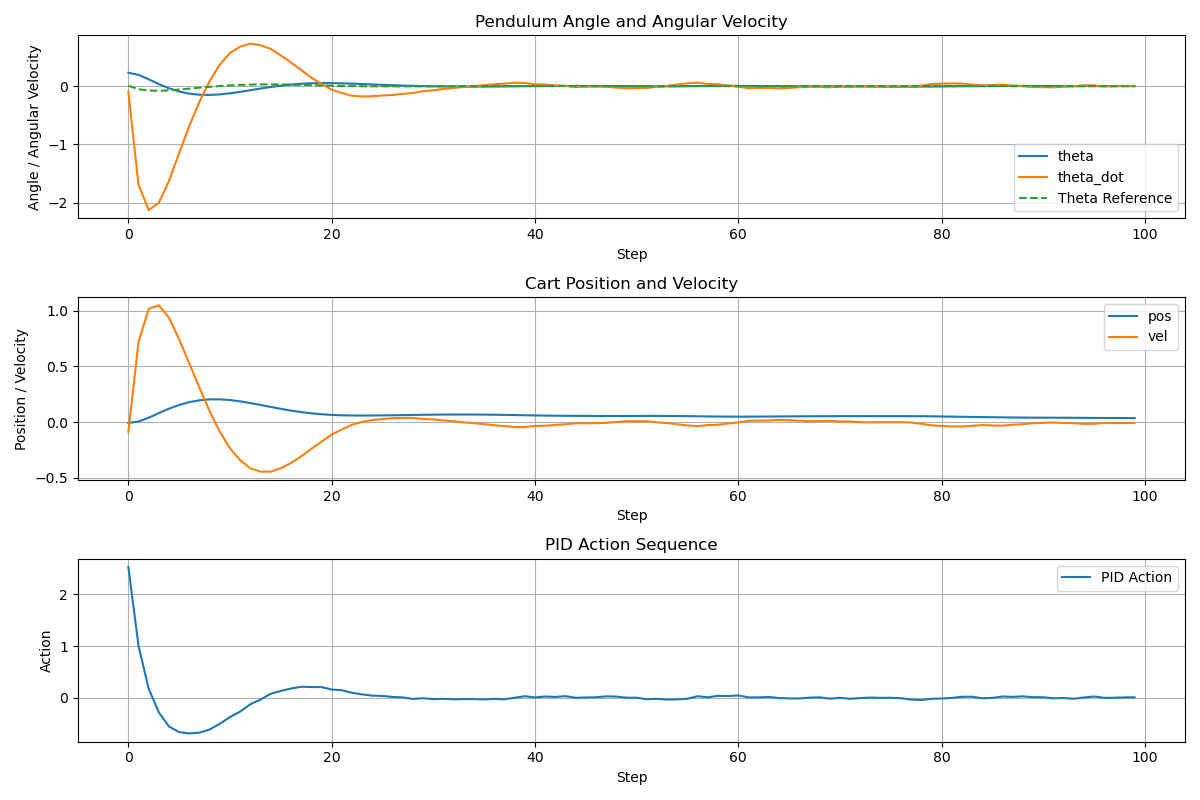 Pendulum Angle and Angular Velocity
Angle / Angular Velocity
0
−1
−2
theta
theta_dot
Theta Reference
0 20 40 60 80 100
Step
Cart Position and Velocity
Position / Velocity
1.0
0.5
0.0
−0.5
pos
vel
0 20 40 60 80 100
Step
PID Action Sequence
Action
2
1
0
PID Action
0 20 40 60 80 100
Step